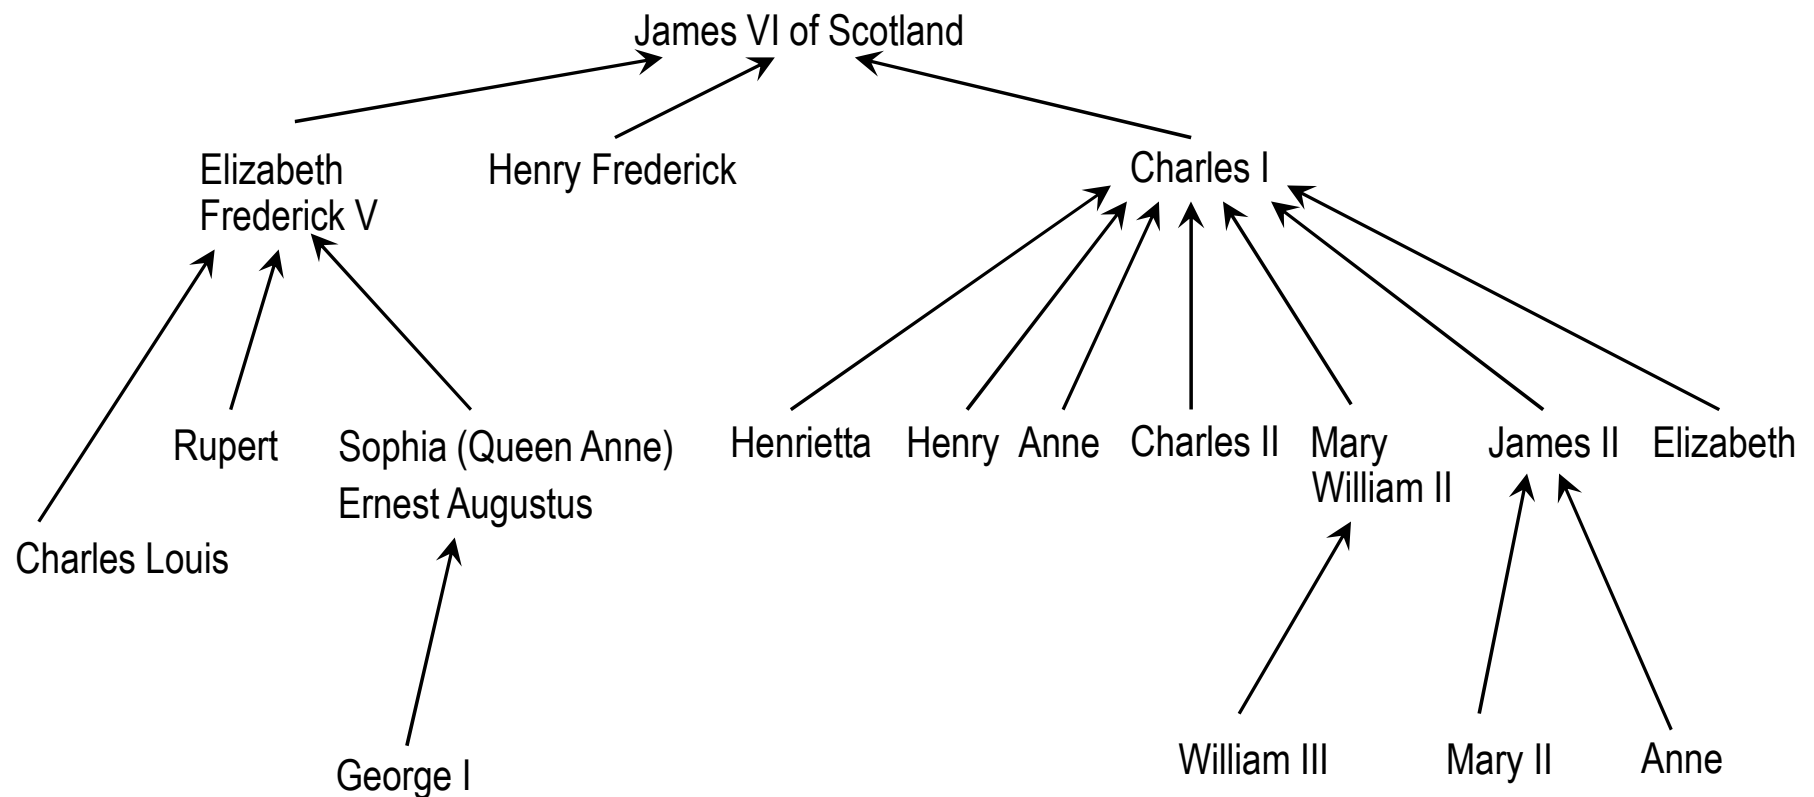 James VI of Scotland
Elizabeth
Frederick V
Henry Frederick
Charles I
Rupert
Sophia (Queen Anne)
Ernest Augustus
Henrietta
Henry
Anne
Charles II
Mary
William II
James II
Elizabeth
Charles Louis
George I
William III
Mary II
Anne